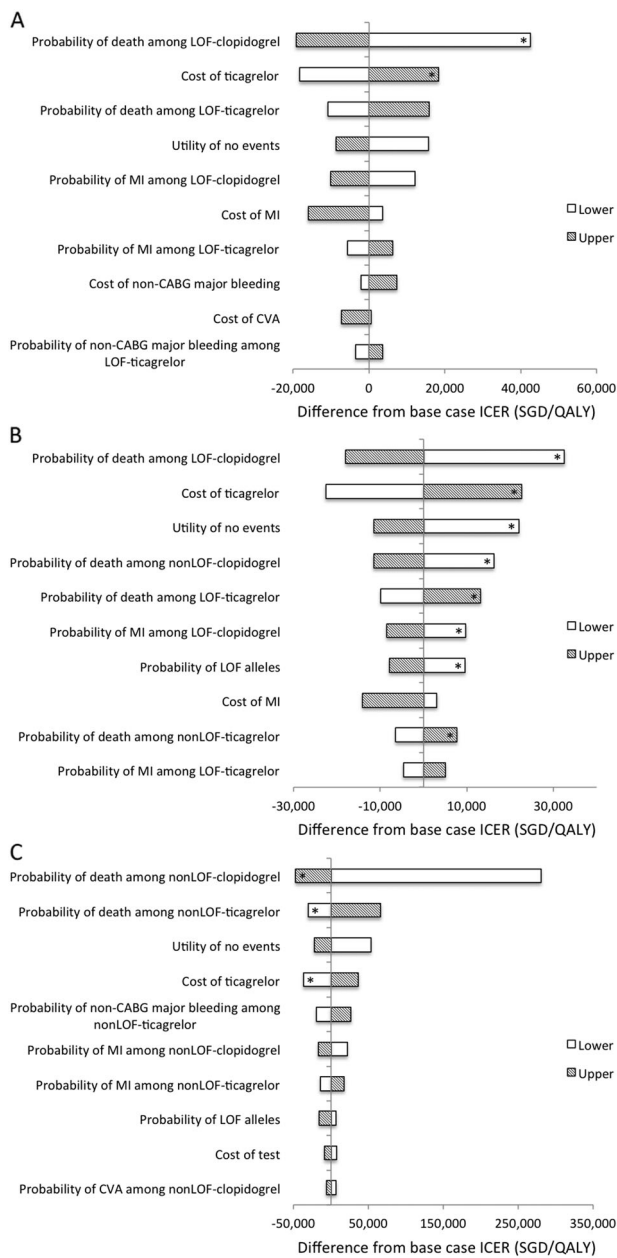 A
Probability of death among LOF-clopidogrel
*
Cost of ticagrelor
*
Probability of death among LOF-ticagrelor
Utility of no events
Probability of MI among LOF-clopidogrel
Cost of MI
Probability of MI among LOF-ticagrelor
Cost of non-CABG major bleeding
Cost of CVA
Probability of non-CABG major bleeding among
LOF-ticagrelor
Lower
Upper
-20,000 0 20,000 40,000 60,000
Difference from base case ICER (SGD/QALY)
B
Probability of death among LOF-clopidogrel
*
Cost of ticagrelor
*
Utility of no events
*
Probability of death among nonLOF-clopidogrel
*
Probability of death among LOF-ticagrelor
*
Probability of MI among LOF-clopidogrel
*
Probability of LOF alleles
*
Cost of MI
Probability of death among nonLOF-ticagrelor
*
Probability of MI among LOF-ticagrelor
Lower
Upper
-30,000 -10,000 10,000 30,000
Difference from base case ICER (SGD/QALY)
C
Probability of death among nonLOF-clopidogrel
*
Probability of death among nonLOF-ticagrelor
*
Utility of no events
Cost of ticagrelor
*
Probability of non-CABG major bleeding among
nonLOF-ticagrelor
Probability of MI among nonLOF-clopidogrel
Probability of MI among nonLOF-ticagrelor
Probability of LOF alleles
Cost of test
Probability of CVA among nonLOF-clopidogrel
Lower
Upper
-50,000 50,000 150,000 250,000 350,000
Difference from base case ICER (SGD/QALY)